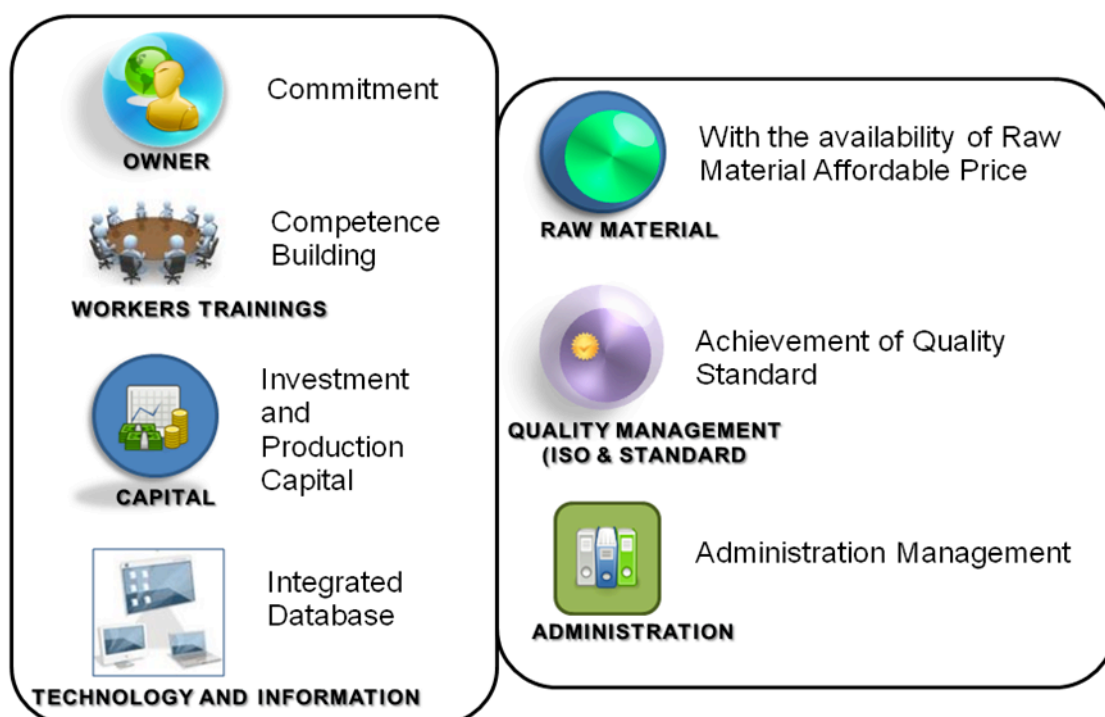 Commitment
OWNER
Competence
Building
WORKERS TRAININGS
Investment
and
Production
Capital
CAPITAL
Integrated
Database
TECHNOLOGY AND INFORMATION
With the availability of Raw
Material Affordable Price
RAW MATERIAL
Achievement of Quality
Standard
QUALITY MANAGEMENT
(ISO & STANDARD
Administration Management
ADMINISTRATION